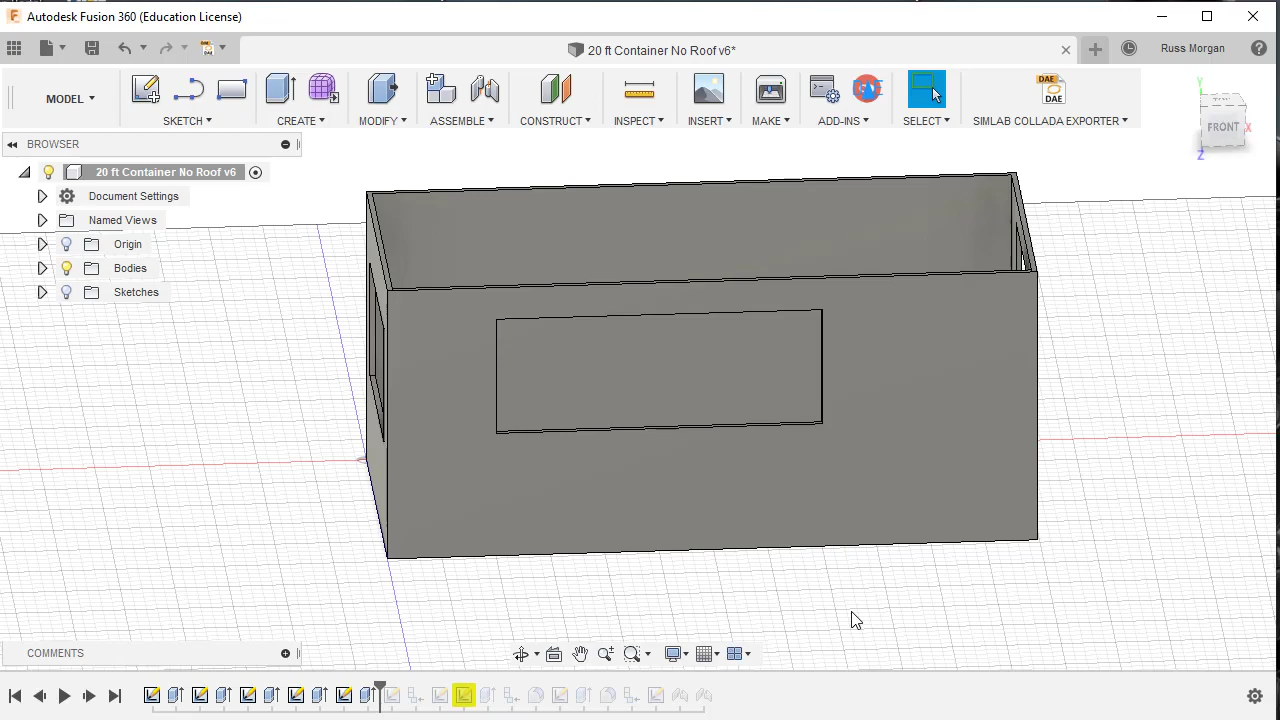 Autodesk Fusion 360 (Education License)
20 ft Container No Roof v6*
Russ Morgan
MODEL
SKETCH
CREATE
MODIFY
ASSEMBLE
CONSTRUCT
INSPECT
INSERT
MAKE
ADD-INS
SELECT
DAE
DAE
SIMLAB COLLADA EXPORTER
FRONT
X
Y
Z
BROWSER
20 ft Container No Roof v6
Document Settings
Named Views
Origin
Bodies
Sketches
COMMENTS